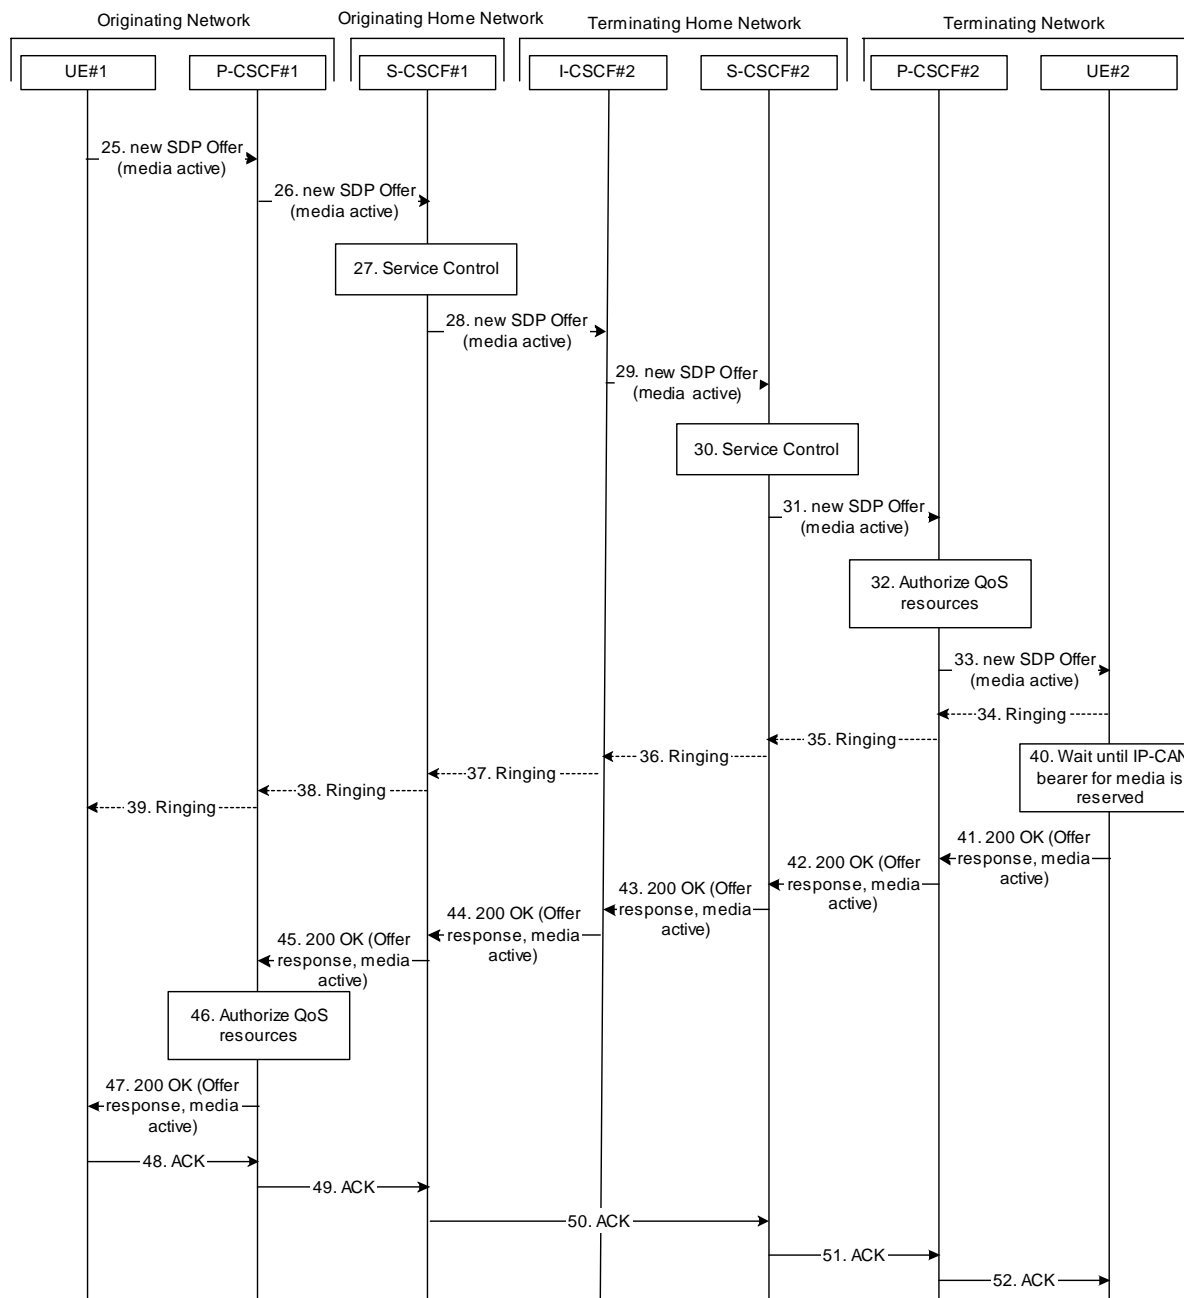 Originating Network
Originating Home Network
Terminating Home Network
Terminating Network
UE#1
P-CSCF#1
S-CSCF#1
I-CSCF#2
S-CSCF#2
P-CSCF#2
UE#2
25. new SDP Offer
(media active)
26. new SDP Offer
(media active)
27. Service Control
28. new SDP Offer
(media active)
29. new SDP Offer
(media active)
30. Service Control
31. new SDP Offer
(media active)
32. Authorize QoS
resources
33. new SDP Offer
(media active)
34. Ringing
35. Ringing
36. Ringing
37. Ringing
38. Ringing
39. Ringing
40. Wait until IP-CAN
bearer for media is
reserved
41. 200 OK (Offer
response, media
active)
42. 200 OK (Offer
response, media
active)
43. 200 OK (Offer
response, media
active)
44. 200 OK (Offer
response, media
active)
45. 200 OK (Offer
response, media
active)
46. Authorize QoS
resources
47. 200 OK (Offer
response, media
active)
48. ACK
49. ACK
50. ACK
51. ACK
52. ACK